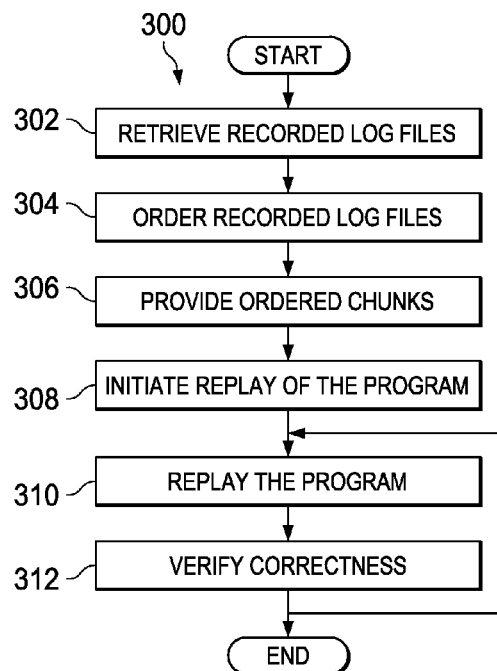 300
START
302
RETRIEVE RECORDED LOG FILES
304
ORDER RECORDED LOG FILES
306
PROVIDE ORDERED CHUNKS
308
INITIATE REPLAY OF THE PROGRAM
310
REPLAY THE PROGRAM
312
VERIFY CORRECTNESS
END